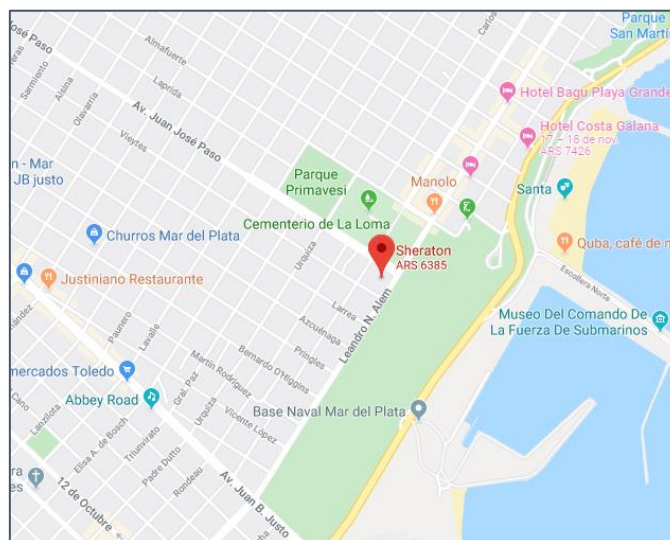 Parque
San Martín
Carlos
José Paso
Almafuerte
Sarmiento
Alsina
Olavarría
Laprida
Hotel Bagu Playa Grande
Av. Juan José Paso
Vieytes
Hotel Costa Galana
17 – 18 de nov.
ARS 7426
n - Mar
JB justo
Parque
Primavesi
Manolo
Santa
Cementerio de La Loma
Churros Mar del Plata
Urquiza
Sheraton
ARS 6385
Quba, café de m
Escollera Norte
Justiniano Restaurante
Larrea
Leandro N. Alem
Azcuénaga
Museo Del Comando De
La Fuerza De Submarinos
Paunero
Lavalle
Pringles
Bernardo O'Higgins
Martín Rodríguez
mercados Toledo
Gral. Paz
Abbey Road
Urquiza
Vicente López
Base Naval Mar del Plata
Cano
Lanzilota
Elisa A. de Bosch
Triunvirato
Padre Dutto
Rondeau
Av. Juan B. Justo
12 de Octubre